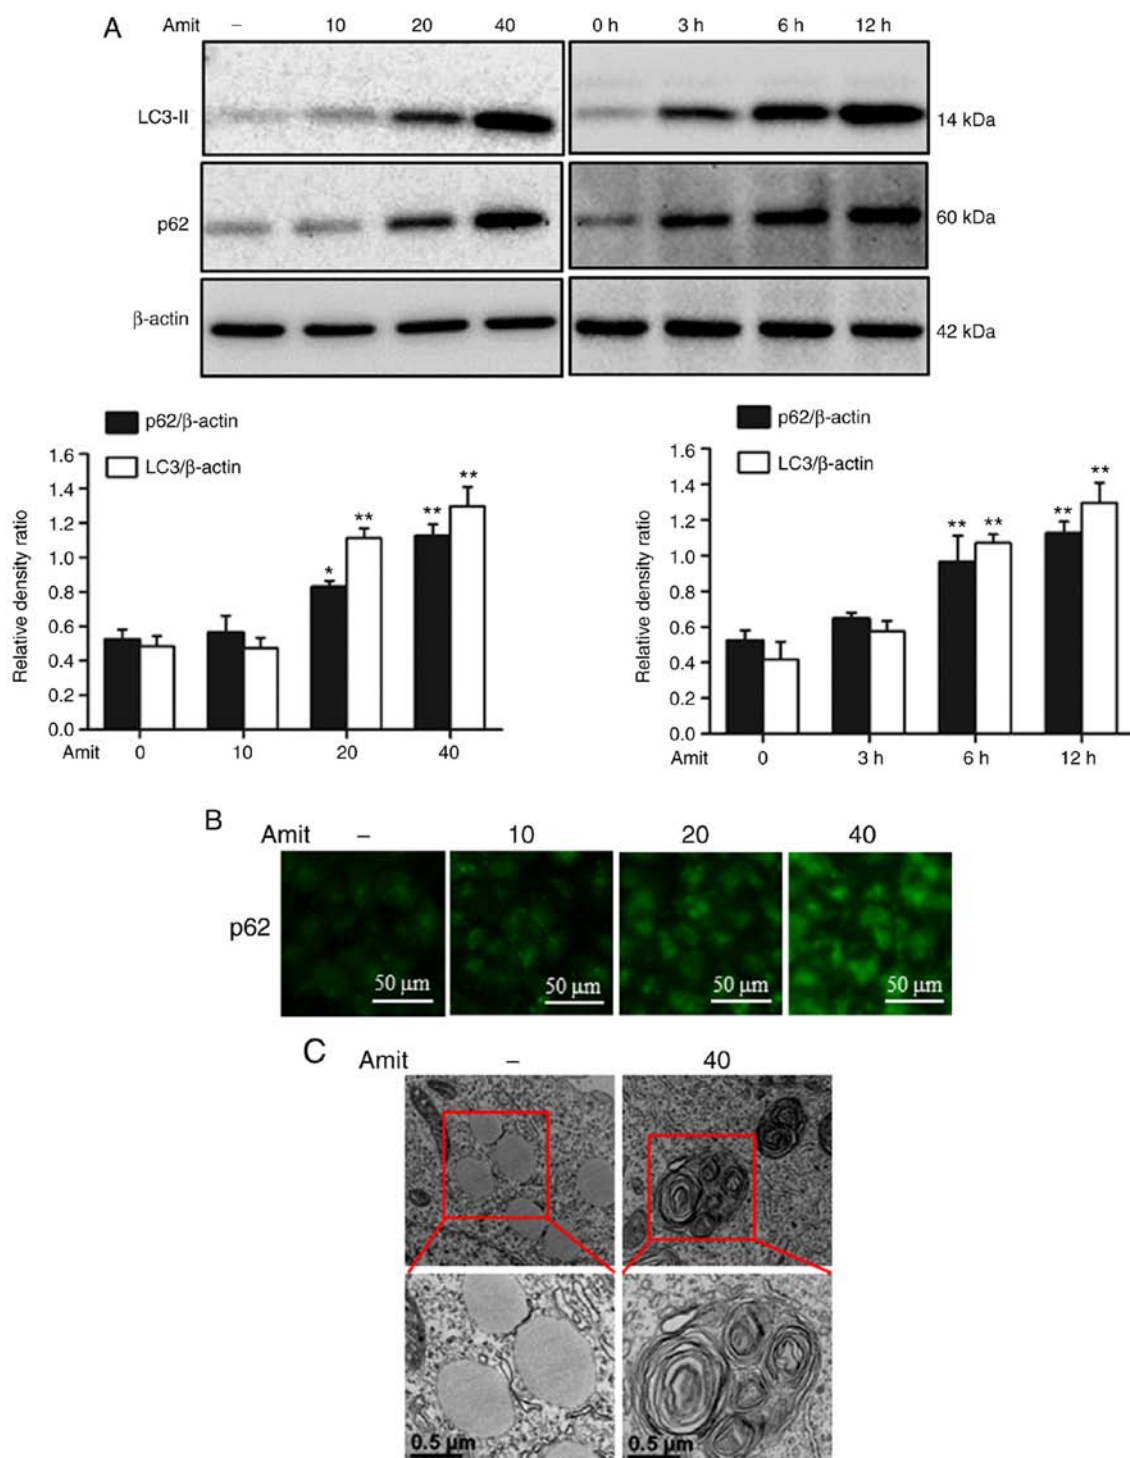 A
Amit – 10 20 40 0 h 3 h 6 h 12 h
LC3-II 14 kDa
p62 60 kDa
β-actin 42 kDa
p62/β-actin
LC3/β-actin
Relative density ratio
1.6
1.4
1.2
1.0
0.8
0.6
0.4
0.2
0.0
* ** ** **
Amit 0 10 20 40
p62/β-actin
LC3/β-actin
Relative density ratio
1.6
1.4
1.2
1.0
0.8
0.6
0.4
0.2
0.0
** ** ** **
Amit 0 3 h 6 h 12 h
B
Amit – 10 20 40
p62
50 µm 50 µm 50 µm 50 µm
C
Amit – 40
0.5 µm 0.5 µm